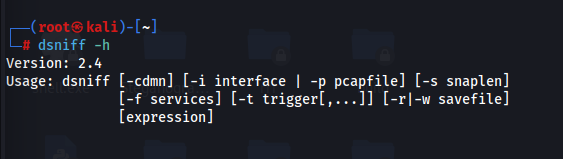 ┌──(root㉿kali)-[~]
└─# dsniff -h
Version: 2.4
Usage: dsniff [-cdmn] [-i interface | -p pcapfile] [-s snaplen]
              [-f services] [-t trigger[,...]] [-r|-w savefile]
              [expression]